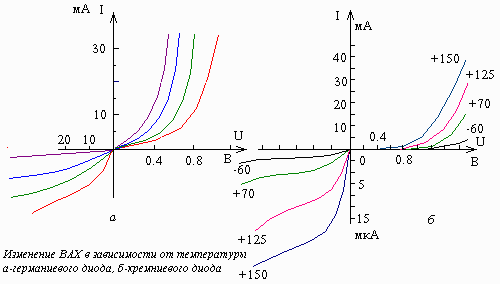 мА I
30
10
20 10
0.4 0.8
U
В
а
I
мА
40
30
20
10
+150
+125
+70
-60
0.4
U
0 0.8 В
-60
+70
5
+125
+150
15
мкА
б
Изменение ВАХ в зависимости от температуры
а-германиевого диода, б-кремниевого диода